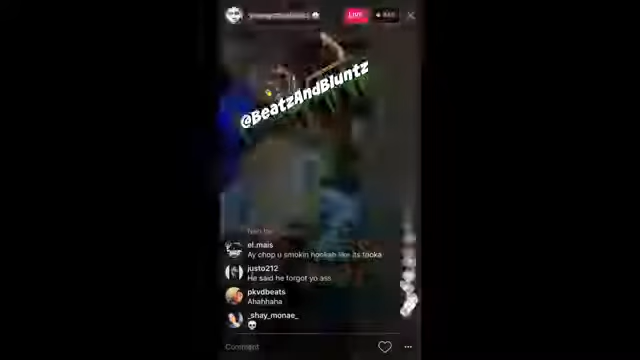 LIVE
@BeatzAndBluntz
el.mais
Ay chop u smokin hookah like its tooka
justo212
He said he forgot yo ass
pkvdbeats
Ahahhaha
_shay_monae_
💀
Comment